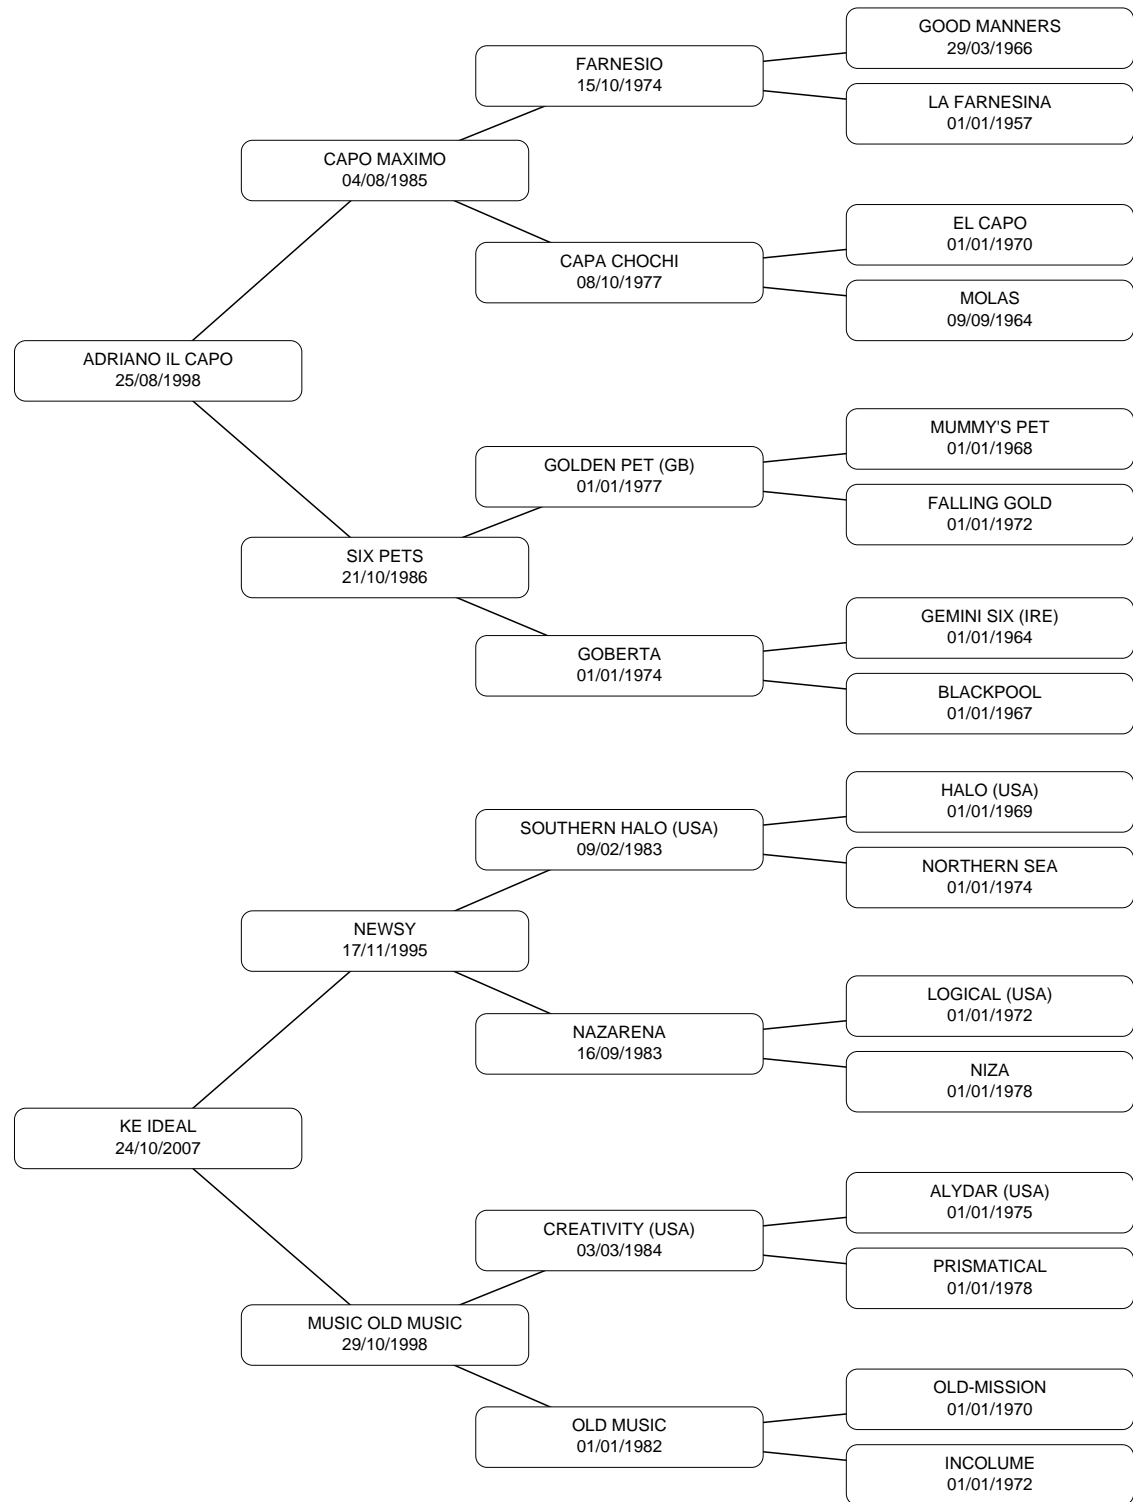 GOOD MANNERS
29/03/1966
FARNESIO
15/10/1974
LA FARNESINA
01/01/1957
CAPO MAXIMO
04/08/1985
EL CAPO
01/01/1970
CAPA CHOCHI
08/10/1977
MOLAS
09/09/1964
ADRIANO IL CAPO
25/08/1998
MUMMY'S PET
01/01/1968
GOLDEN PET (GB)
01/01/1977
FALLING GOLD
01/01/1972
SIX PETS
21/10/1986
GEMINI SIX (IRE)
01/01/1964
GOBERTA
01/01/1974
BLACKPOOL
01/01/1967
HALO (USA)
01/01/1969
SOUTHERN HALO (USA)
09/02/1983
NORTHERN SEA
01/01/1974
NEWSY
17/11/1995
LOGICAL (USA)
01/01/1972
NAZARENA
16/09/1983
NIZA
01/01/1978
KE IDEAL
24/10/2007
ALYDAR (USA)
01/01/1975
CREATIVITY (USA)
03/03/1984
PRISMATICAL
01/01/1978
MUSIC OLD MUSIC
29/10/1998
OLD-MISSION
01/01/1970
OLD MUSIC
01/01/1982
INCOLUME
01/01/1972